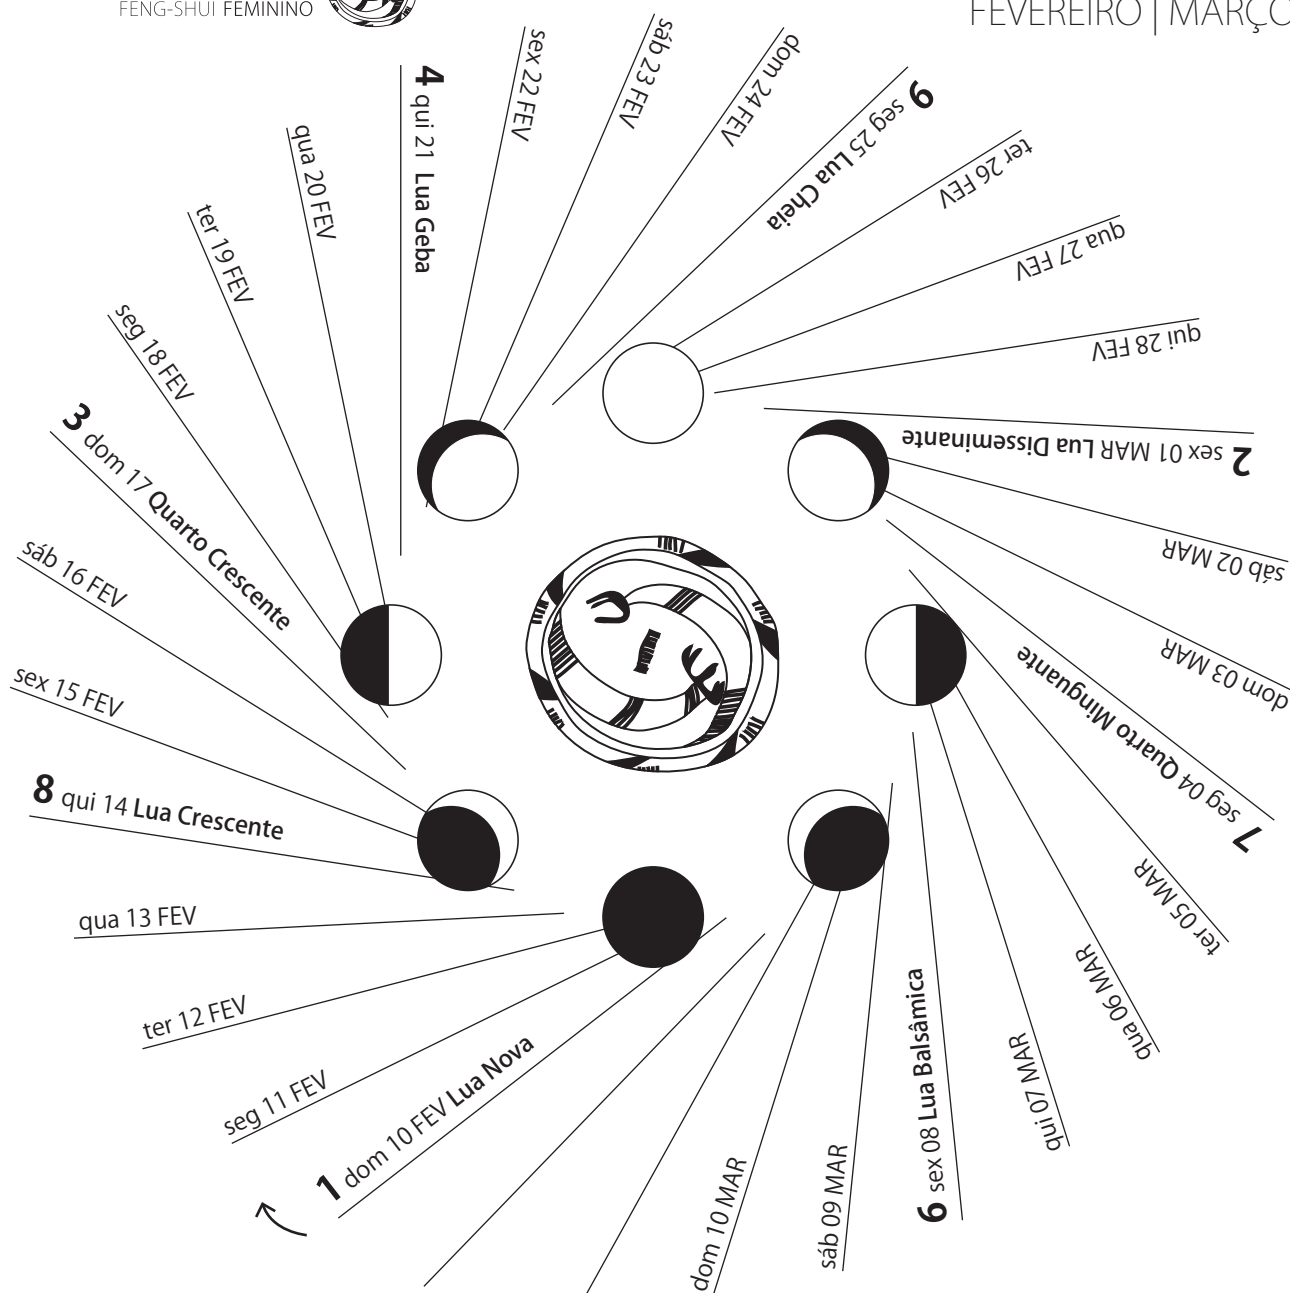 FENG-SHUI FEMININO
FEVEREIRO | MARÇO
1 dom 10 FEV Lua Nova
seg 11 FEV
ter 12 FEV
qua 13 FEV
8 qui 14 Lua Crescente
sex 15 FEV
sáb 16 FEV
3 dom 17 Quarto Crescente
seg 18 FEV
ter 19 FEV
qua 20 FEV
4 qui 21 Lua Geba
sex 22 FEV
sáb 23 FEV
dom 24 FEV
9 seg 25 Lua Cheia
ter 26 FEV
qua 27 FEV
qui 28 FEV
2 sex 01 MAR Lua Disseminante
sáb 02 MAR
dom 03 MAR
7 seg 04 Quarto Minguante
ter 05 MAR
qua 06 MAR
qui 07 MAR
6 sex 08 Lua Balsâmica
sáb 09 MAR
dom 10 MAR